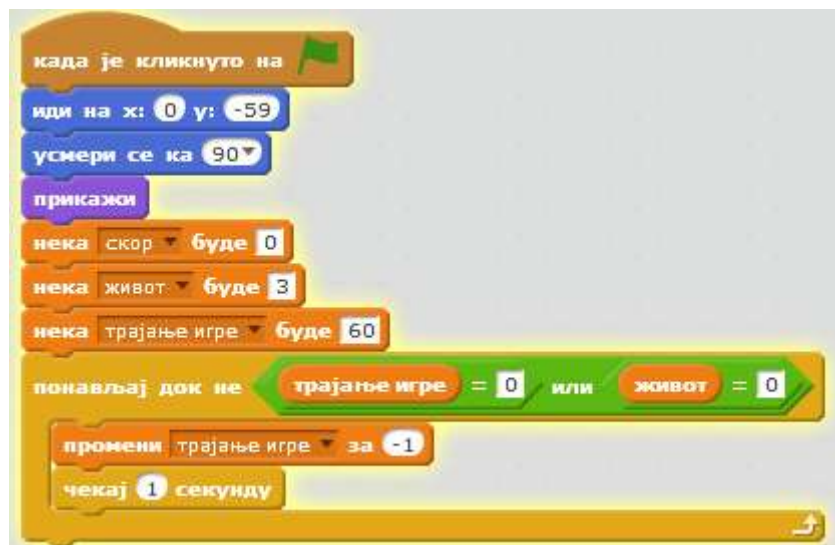 када је кликнуто на
иди на x: 0 y: -59
усмери се ка 90
прикажи
нека скор буде 0
нека живот буде 3
нека трајање игре буде 60
понављај док не трајање игре = 0 или живот = 0
промени трајање игре за -1
чекај 1 секунду